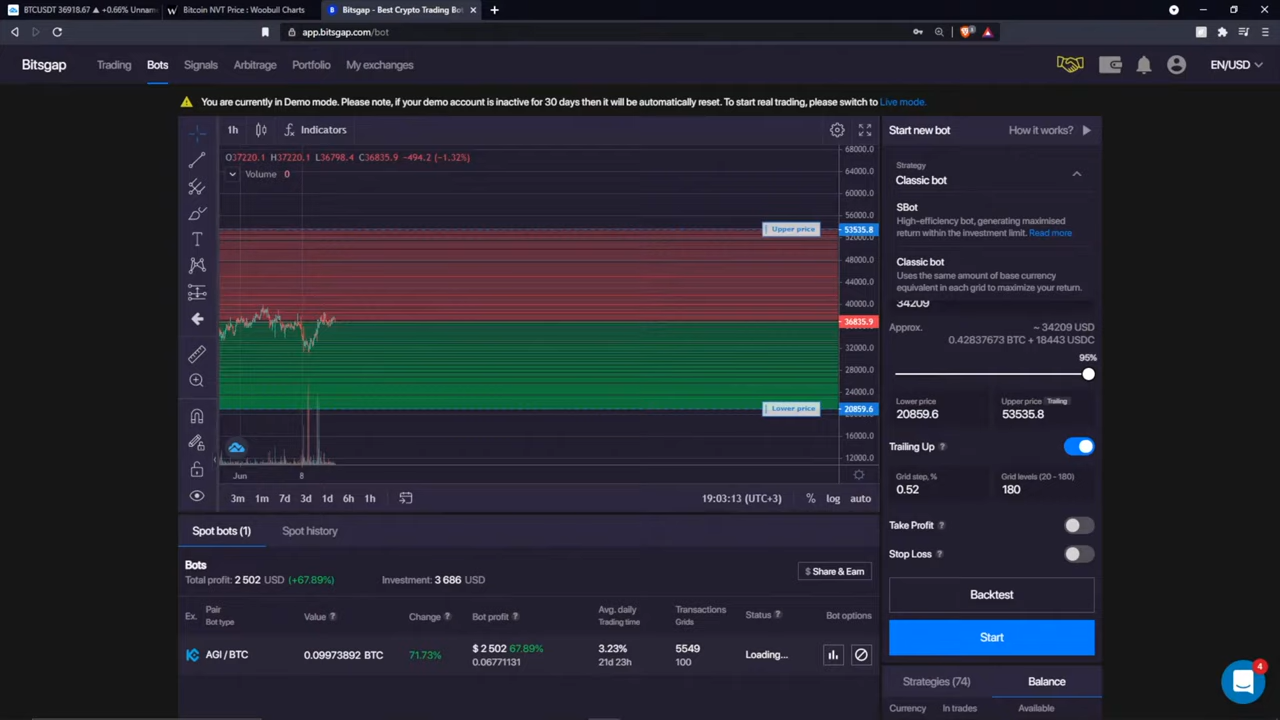 BTCUSDT 36918.67 ▲ +0.66% Unnam
Bitcoin NVT Price : Woobull Charts
Bitsgap - Best Crypto Trading Bot
app.bitsgap.com/bot
Bitsgap
Trading
Bots
Signals
Arbitrage
Portfolio
My exchanges
EN/USD
You are currently in Demo mode. Please note, if your demo account is inactive for 30 days then it will be automatically reset. To start real trading, please switch to Live mode.
1h
Indicators
Start new bot
How it works?
O37220.1 H37220.1 L36798.4 C36835.9 -494.2 (-1.32%)
Volume 0
68000.0
64000.0
60000.0
56000.0
Upper price
53535.8
52000.0
48000.0
44000.0
40000.0
36835.9
32000.0
28000.0
24000.0
Lower price
20859.6
16000.0
12000.0
Jun
8
3m
1m
7d
3d
1d
6h
1h
19:03:13 (UTC+3)
%
log
auto
Strategy
Classic bot
SBot
High-efficiency bot, generating maximised
return within the investment limit. Read more
Classic bot
Uses the same amount of base currency
equivalent in each grid to maximize your return.
34209
Approx.
~ 34209 USD
0.42837673 BTC + 18443 USDC
95%
Lower price
20859.6
Upper price Trailing
53535.8
Trailing Up ?
Grid step, %
0.52
Grid levels (20 - 180)
180
Take Profit ?
Stop Loss ?
Backtest
Start
Strategies (74)
Balance
Currency
In trades
Available
Spot bots (1)
Spot history
Bots
Total profit: 2 502 USD (+67.89%)
Investment: 3 686 USD
$ Share & Earn
Ex.
Pair
Bot type
Value ?
Change ?
Bot profit ?
Avg. daily
Trading time
Transactions
Grids
Status ?
Bot options
AGI / BTC
0.09973892 BTC
71.73%
$ 2 502 67.89%
0.06771131
3.23%
21d 23h
5549
100
Loading...
4